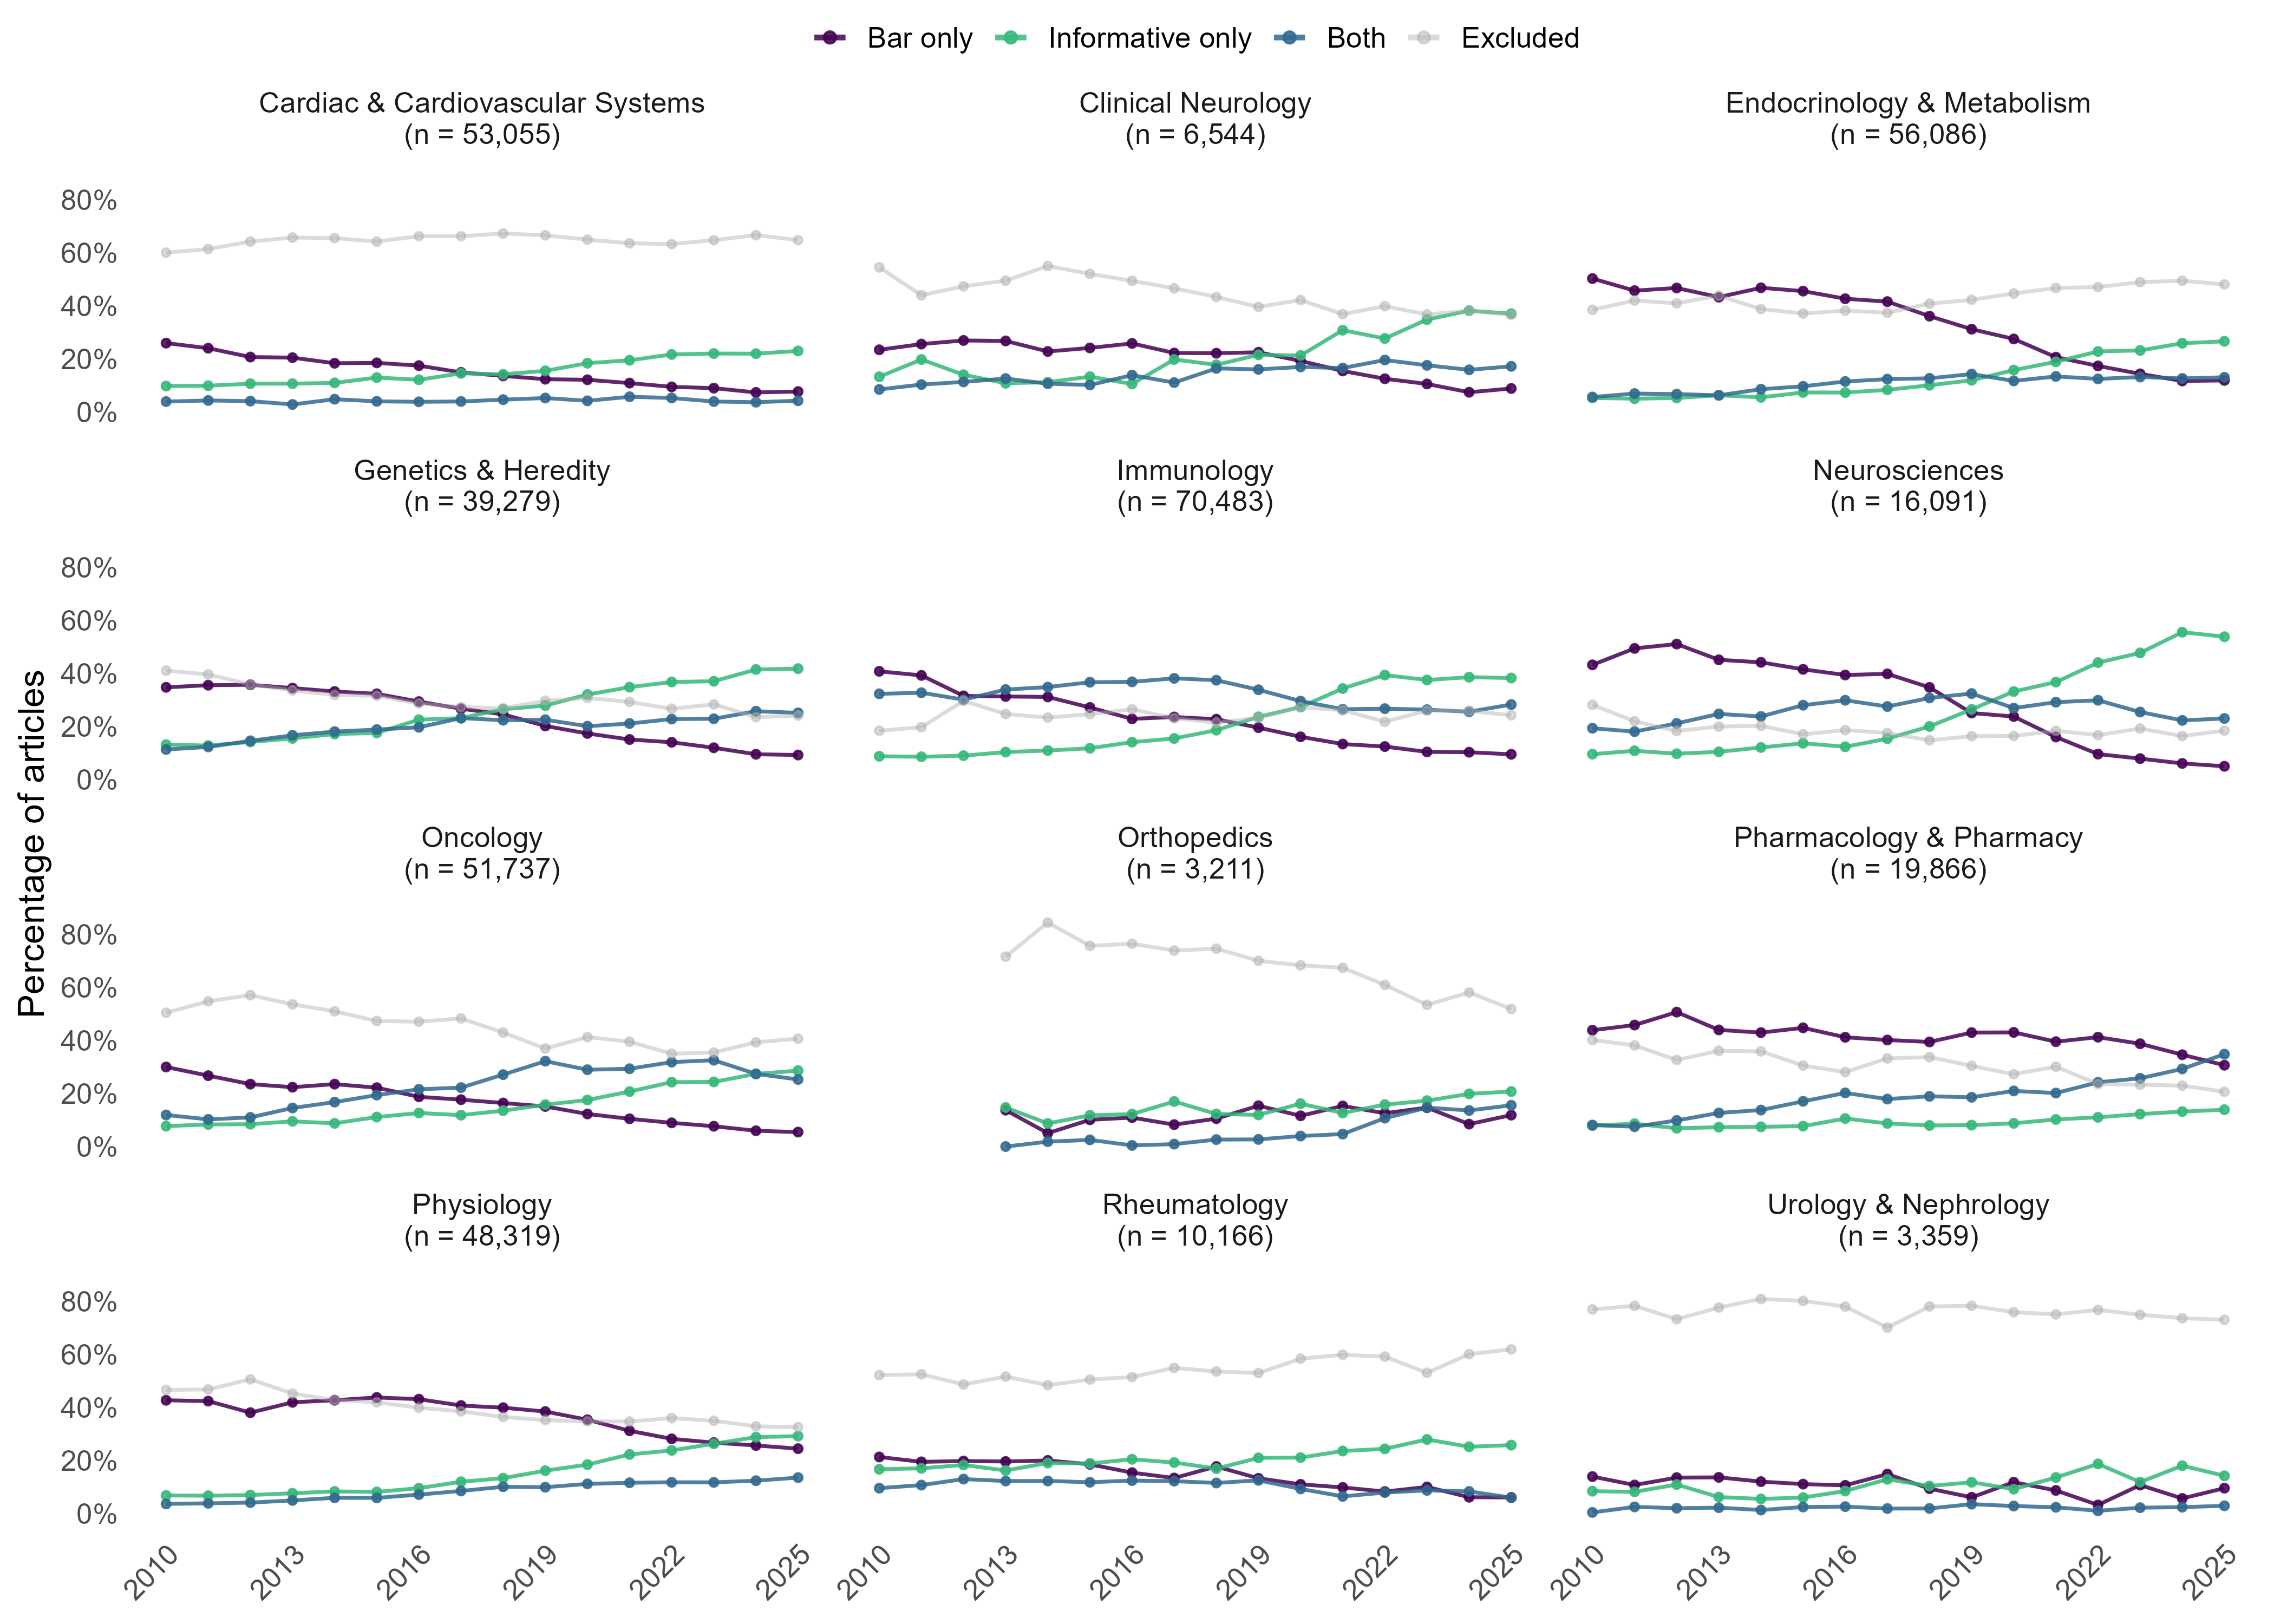 Bar only Informative only Both Excluded
Cardiac & Cardiovascular Systems
(n = 53,055)
Clinical Neurology
(n = 6,544)
Endocrinology & Metabolism
(n = 56,086)
80%
60%
40%
20%
0%
Genetics & Heredity
(n = 39,279)
Immunology
(n = 70,483)
Neurosciences
(n = 16,091)
80%
60%
40%
20%
0%
Percentage of articles
Oncology
(n = 51,737)
Orthopedics
(n = 3,211)
Pharmacology & Pharmacy
(n = 19,866)
80%
60%
40%
20%
0%
Physiology
(n = 48,319)
Rheumatology
(n = 10,166)
Urology & Nephrology
(n = 3,359)
80%
60%
40%
20%
0%
2010 2013 2016 2019 2022 2025
2010 2013 2016 2019 2022 2025
2010 2013 2016 2019 2022 2025